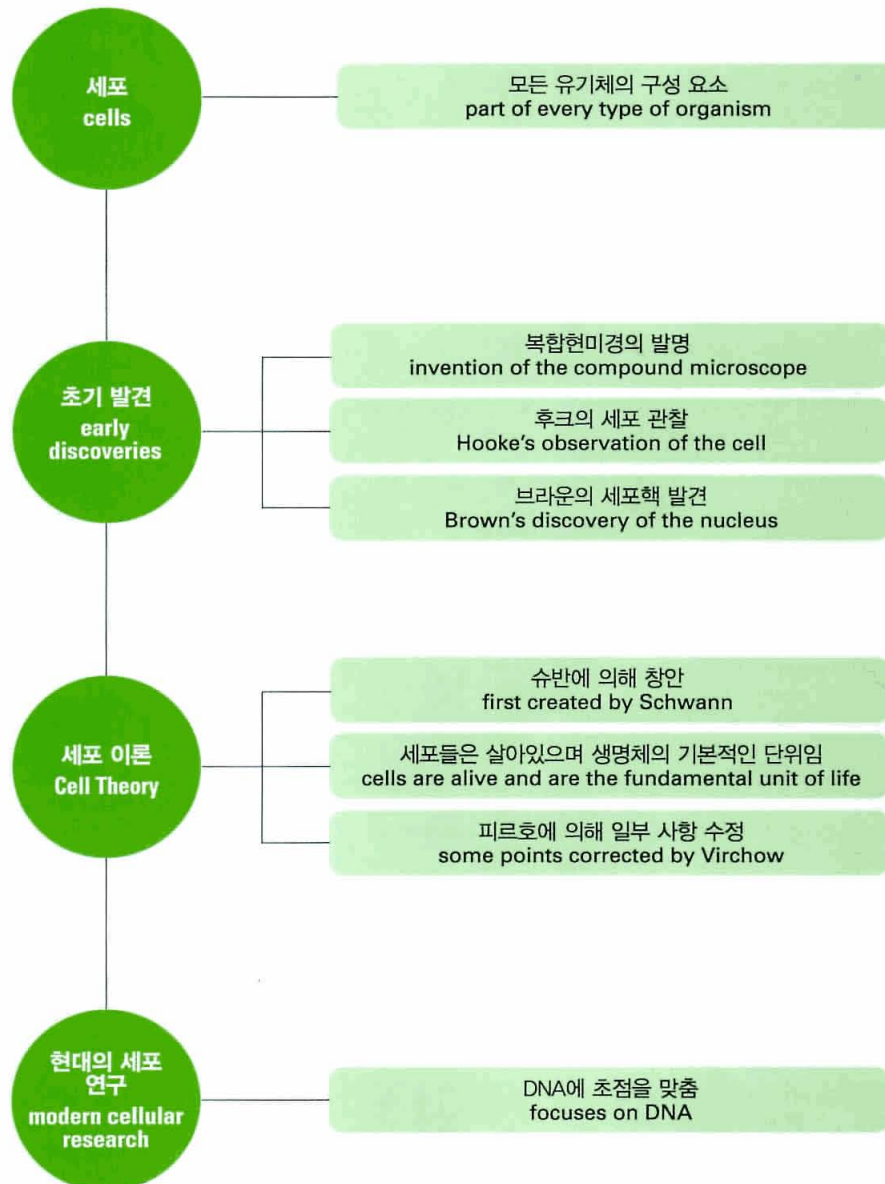 세포
cells
모든 유기체의 구성 요소
part of every type of organism
초기 발견
early
discoveries
복합현미경의 발명
invention of the compound microscope
후크의 세포 관찰
Hooke's observation of the cell
브라운의 세포핵 발견
Brown's discovery of the nucleus
세포 이론
Cell Theory
슈반에 의해 창안
first created by Schwann
세포들은 살아있으며 생명체의 기본적인 단위임
cells are alive and are the fundamental unit of life
피르호에 의해 일부 사항 수정
some points corrected by Virchow
현대의 세포
연구
modern cellular
research
DNA에 초점을 맞춤
focuses on DNA